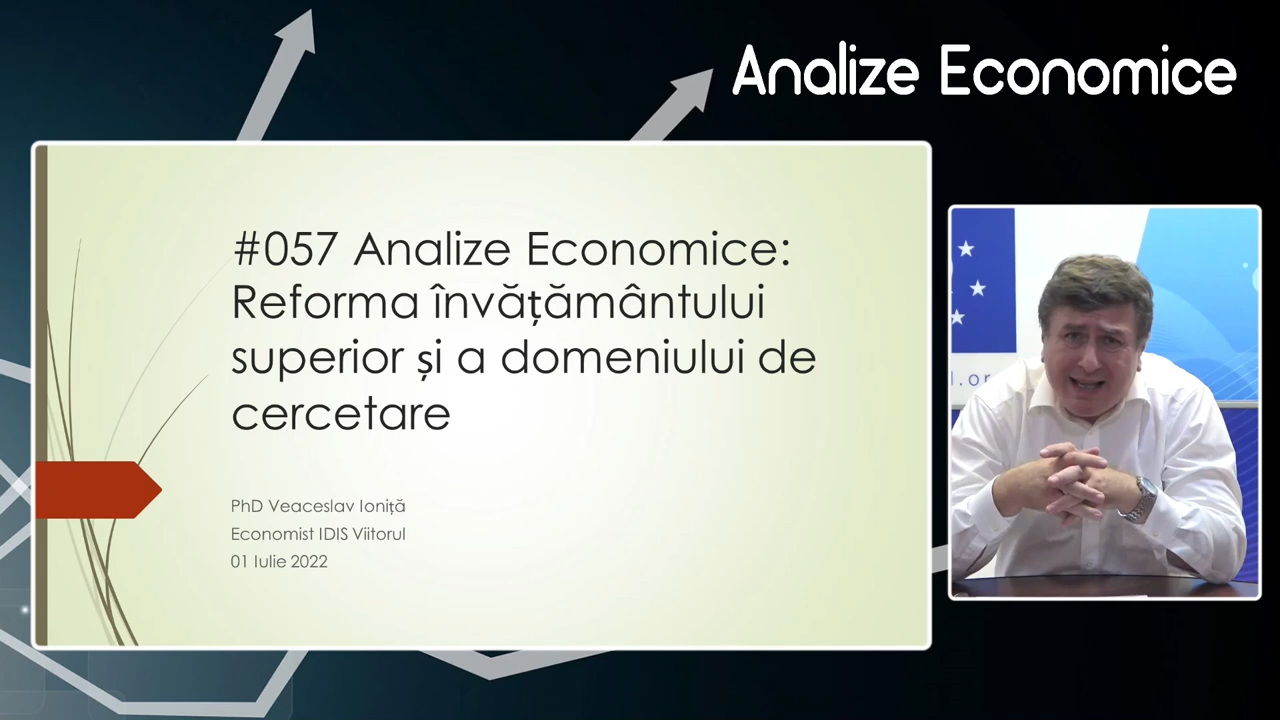 Analize Economice
#057 Analize Economice:
Reforma învățământului
superior și a domeniului de
cercetare
PhD Veaceslav Ioniță
Economist IDIS Viitorul
01 Iulie 2022
l.or